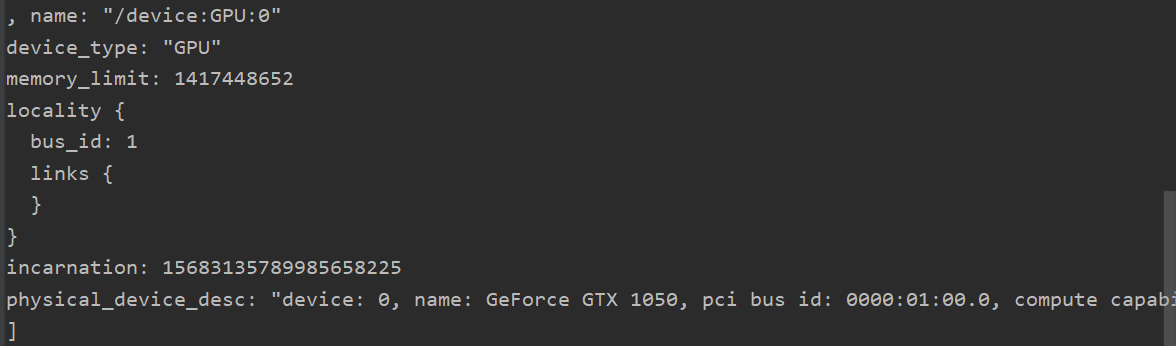 , name: "/device:GPU:0"
device_type: "GPU"
memory_limit: 1417448652
locality {
  bus_id: 1
  links {
  }
}
incarnation: 15683135789985658225
physical_device_desc: "device: 0, name: GeForce GTX 1050, pci bus id: 0000:01:00.0, compute capabi
]